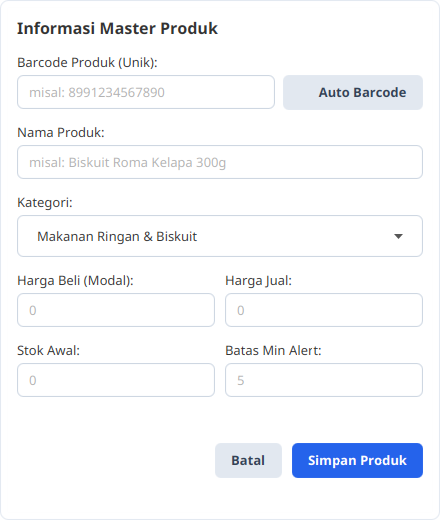 Informasi Master Produk
Barcode Produk (Unik):
misal: 8991234567890
Auto Barcode
Nama Produk:
misal: Biskuit Roma Kelapa 300g
Kategori:
Makanan Ringan & Biskuit
Harga Beli (Modal): Harga Jual:
0 0
Stok Awal: Batas Min Alert:
0 5
Batal Simpan Produk